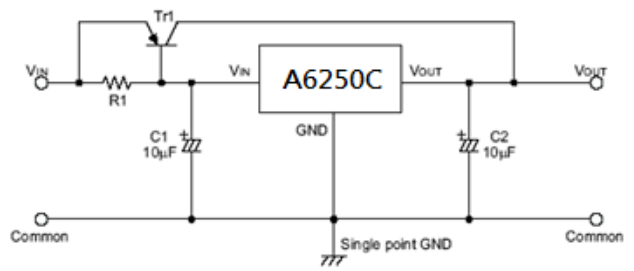 Tr1
VIN
R1
VIN
A6250C
VOUT
VOUT
GND
C1
10µF
C2
10µF
Common
Single point GND
Common